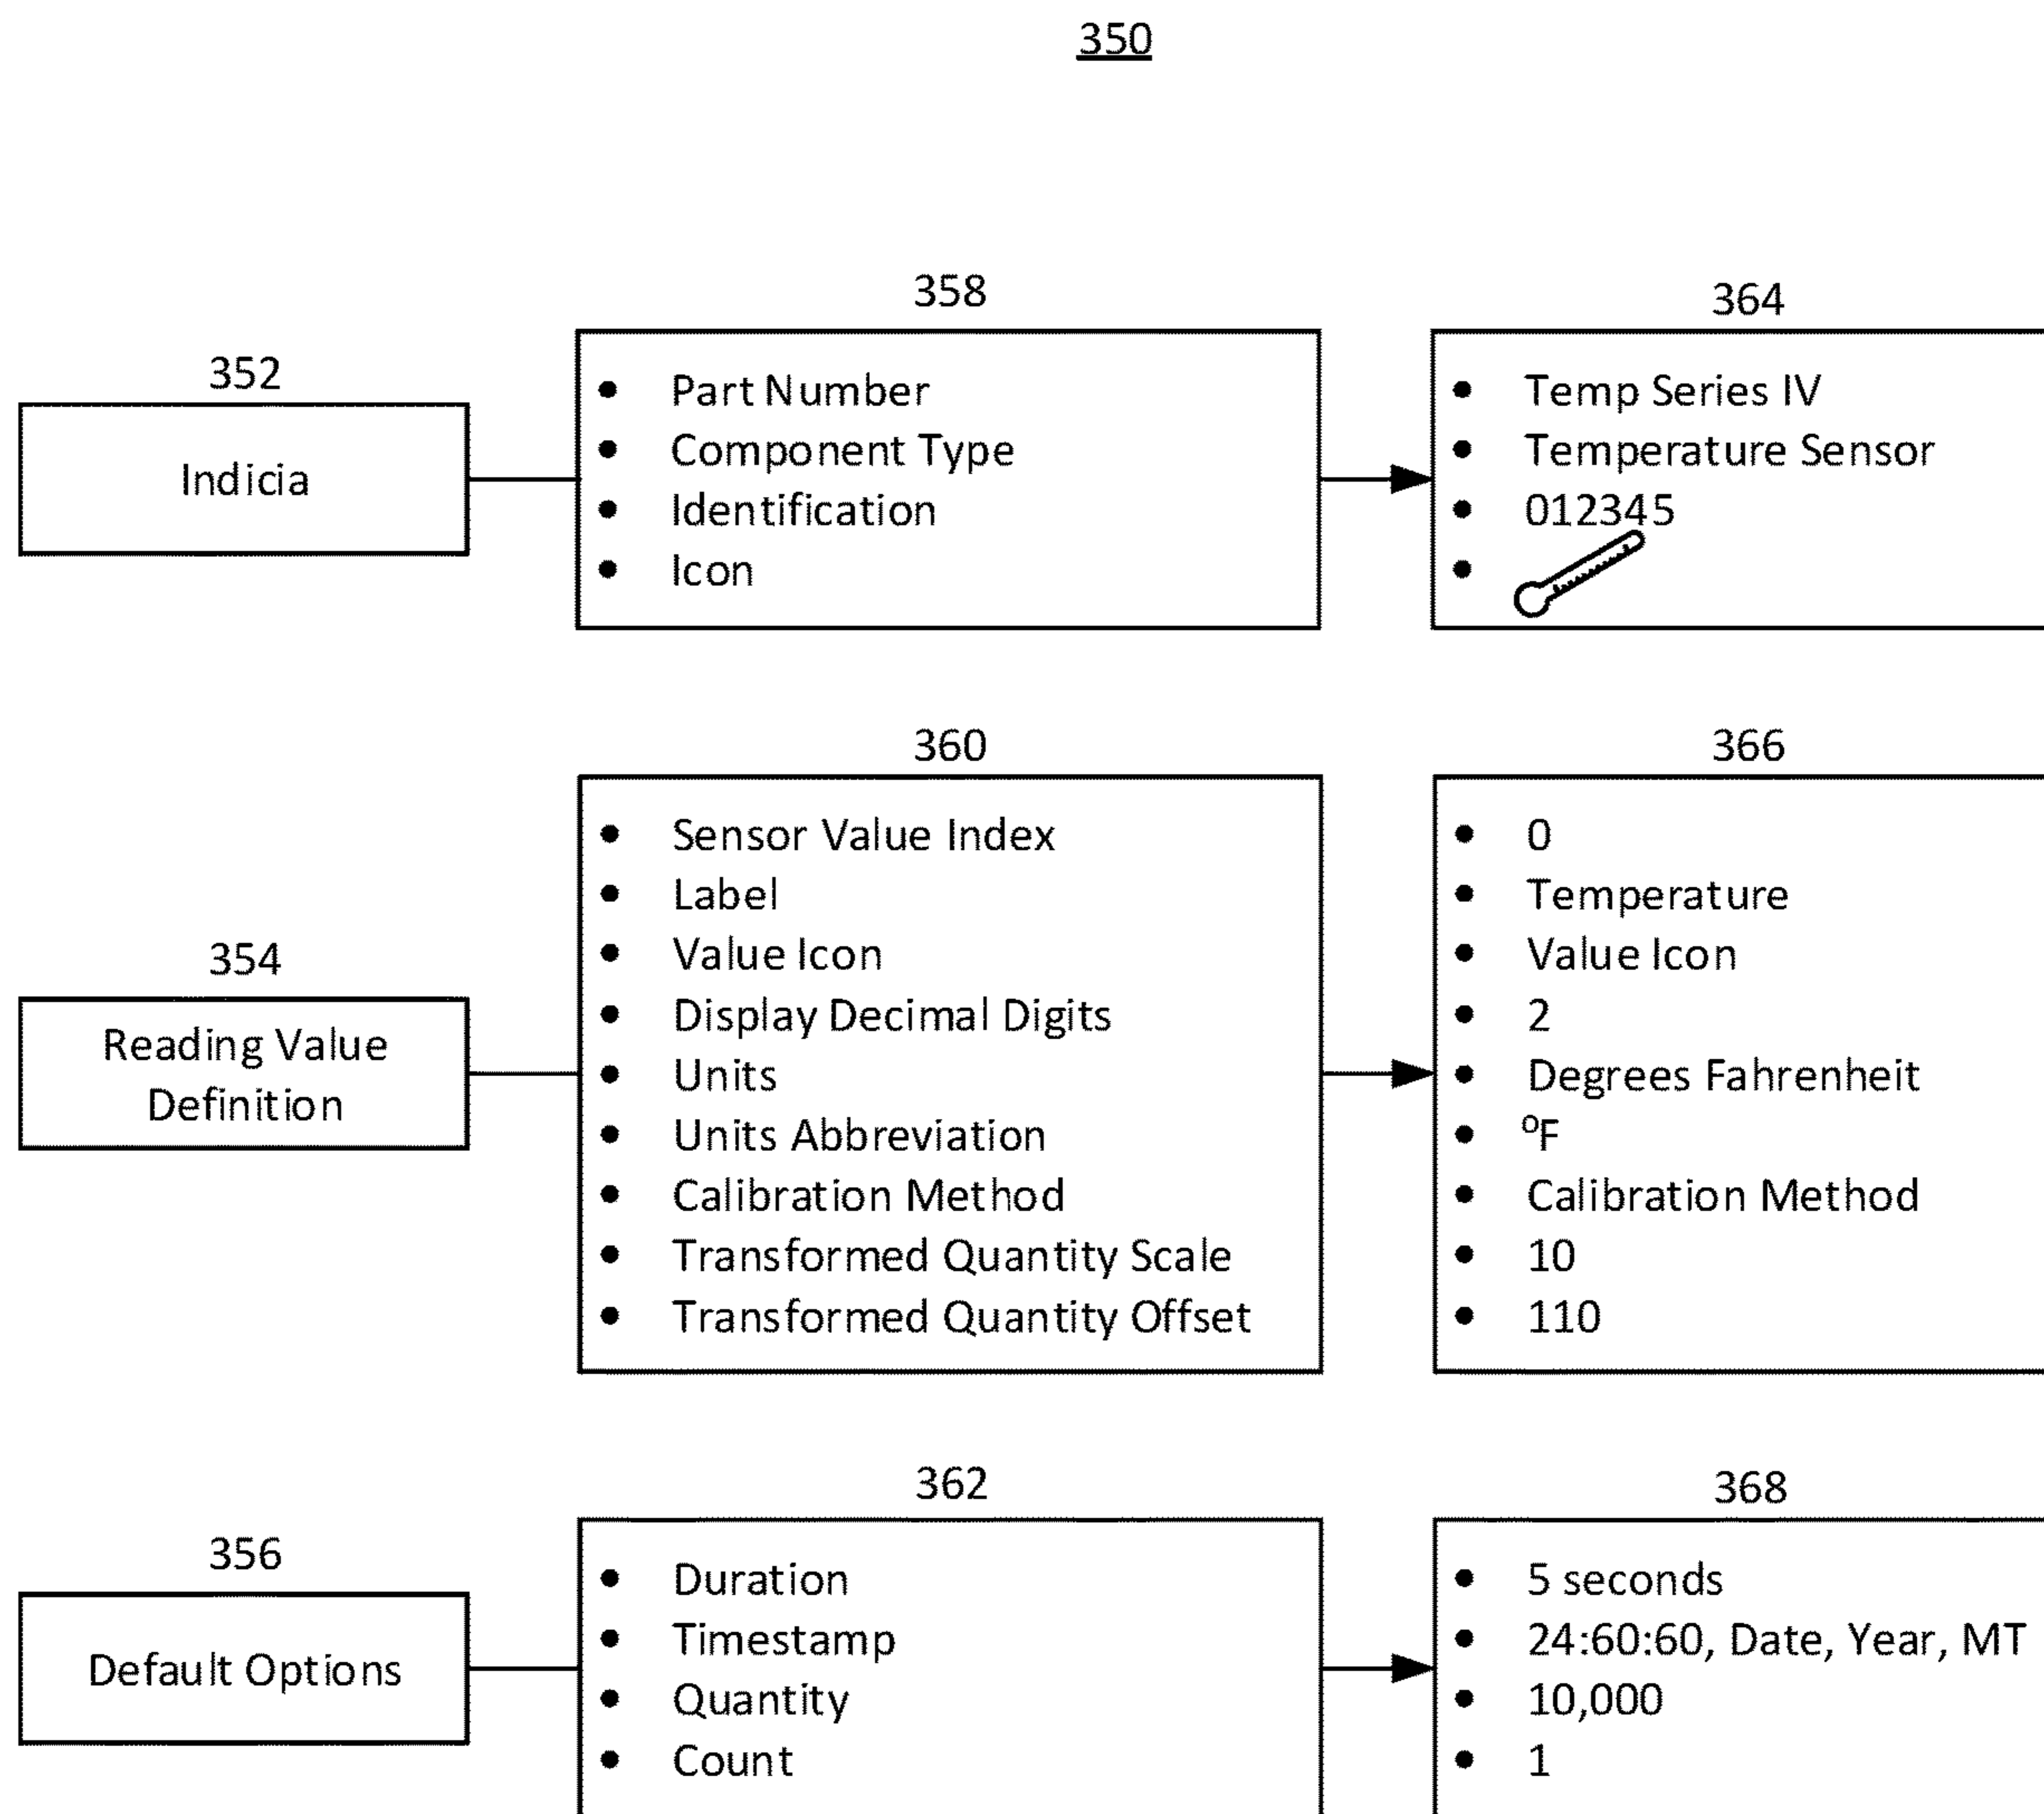 350
358
364
352
Indicia
• Part Number
• Component Type
• Identification
• Icon
• Temp Series IV
• Temperature Sensor
• 012345
•
360
366
354
Reading Value
Definition
• Sensor Value Index
• Label
• Value Icon
• Display Decimal Digits
• Units
• Units Abbreviation
• Calibration Method
• Transformed Quantity Scale
• Transformed Quantity Offset
• 0
• Temperature
• Value Icon
• 2
• Degrees Fahrenheit
• ºF
• Calibration Method
• 10
• 110
362
368
356
Default Options
• Duration
• Timestamp
• Quantity
• Count
• 5 seconds
• 24:60:60, Date, Year, MT
• 10,000
• 1